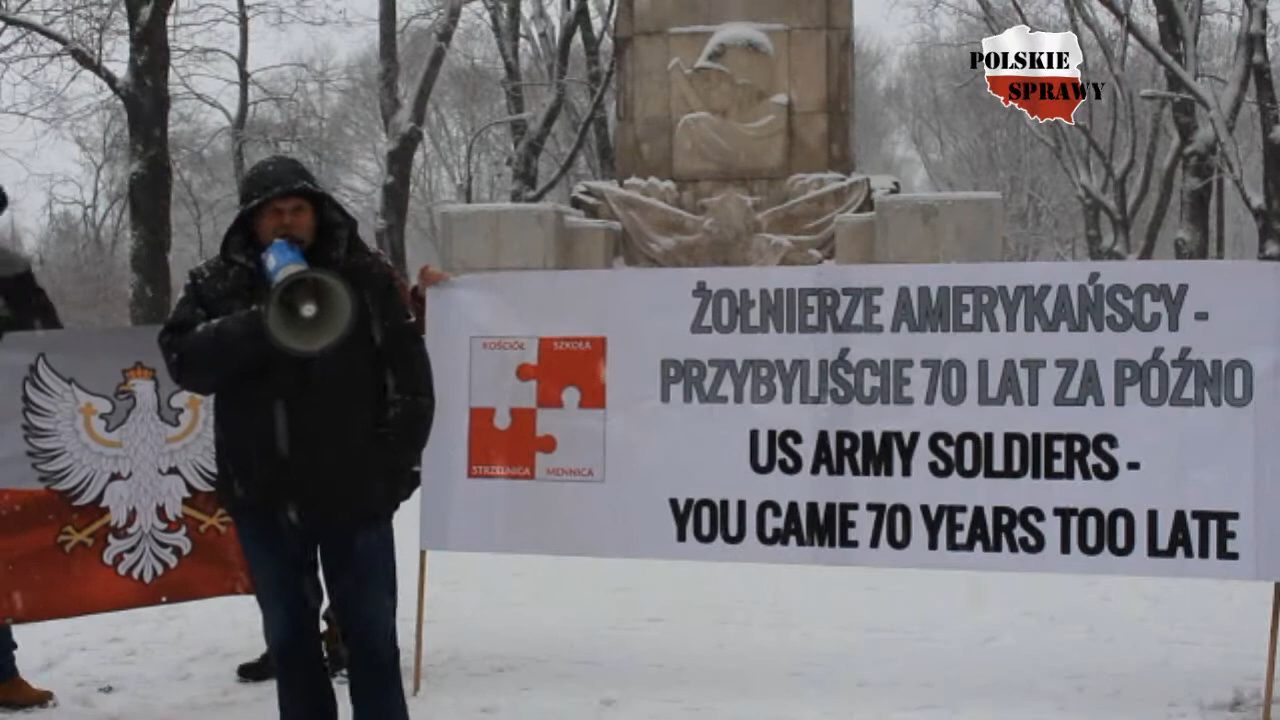 POLSKIE
SPRAWY
ŻOŁNIERZE AMERYKAŃSCY -
PRZYBYLIŚCIE 70 LAT ZA PÓŹNO
US ARMY SOLDIERS -
YOU CAME 70 YEARS TOO LATE
KOŚCIÓŁ SZKOŁA
STRZELNICA MENNICA